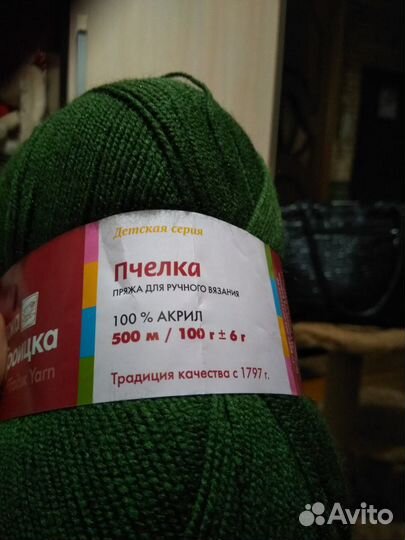 Детская серия
Пчелка
ПРЯЖА ДЛЯ РУЧНОГО ВЯЗАНИЯ
100 % АКРИЛ
500 м / 100 г ± 6 г
Традиция качества с 1797 г.
Yarn
Avito